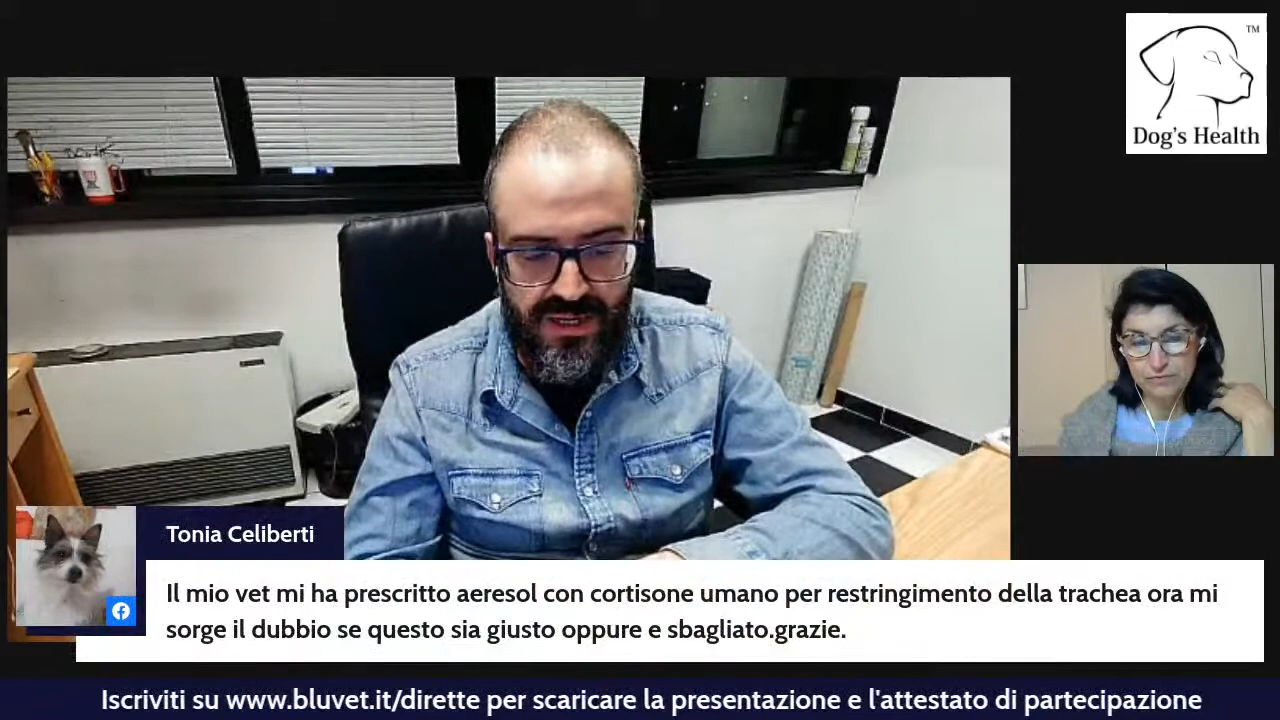 TM
Dog's Health
Tonia Celiberti
Il mio vet mi ha prescritto aeresol con cortisone umano per restringimento della trachea ora mi
sorge il dubbio se questo sia giusto oppure e sbagliato.grazie.
Iscriviti su www.bluvet.it/dirette per scaricare la presentazione e l'attestato di partecipazione